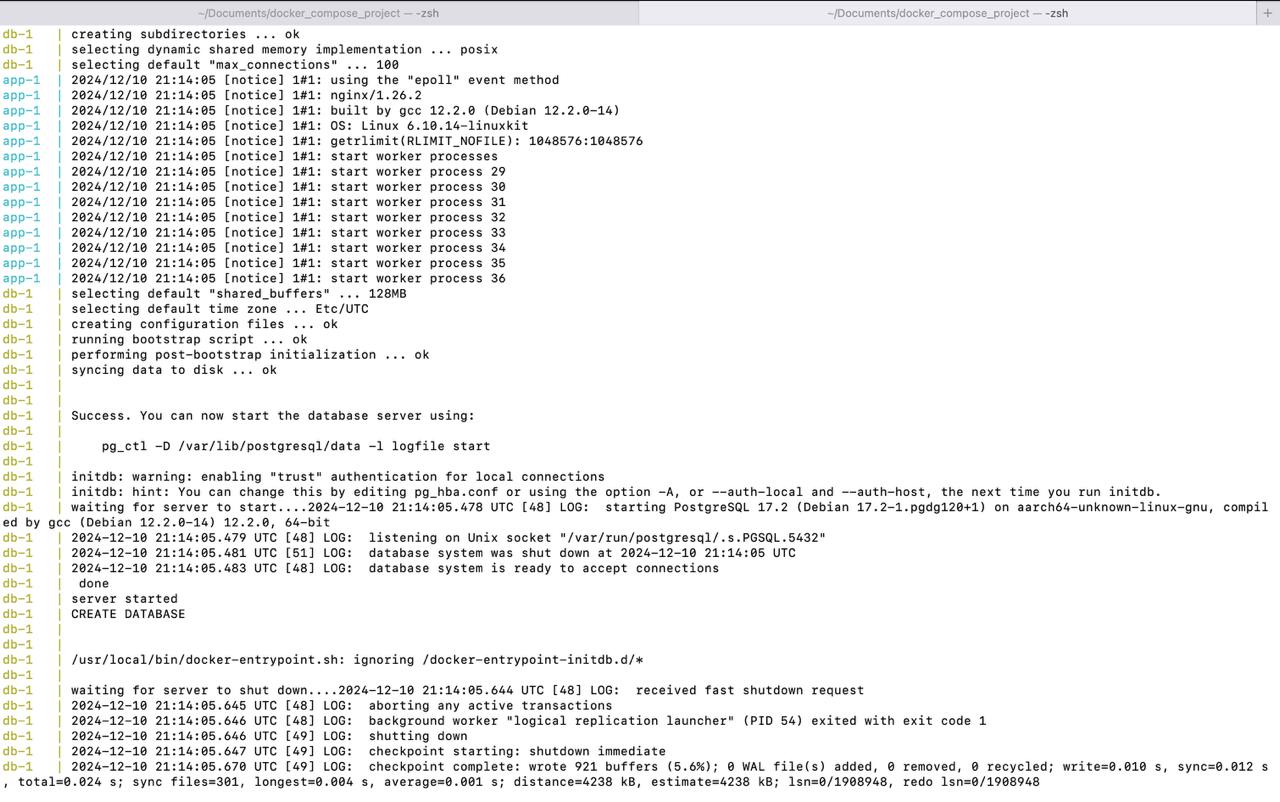 ~/Documents/docker_compose_project — -zsh
~/Documents/docker_compose_project — -zsh
+
db-1   | creating subdirectories ... ok
db-1   | selecting dynamic shared memory implementation ... posix
db-1   | selecting default "max_connections" ... 100
app-1  | 2024/12/10 21:14:05 [notice] 1#1: using the "epoll" event method
app-1  | 2024/12/10 21:14:05 [notice] 1#1: nginx/1.26.2
app-1  | 2024/12/10 21:14:05 [notice] 1#1: built by gcc 12.2.0 (Debian 12.2.0-14)
app-1  | 2024/12/10 21:14:05 [notice] 1#1: OS: Linux 6.10.14-linuxkit
app-1  | 2024/12/10 21:14:05 [notice] 1#1: getrlimit(RLIMIT_NOFILE): 1048576:1048576
app-1  | 2024/12/10 21:14:05 [notice] 1#1: start worker processes
app-1  | 2024/12/10 21:14:05 [notice] 1#1: start worker process 29
app-1  | 2024/12/10 21:14:05 [notice] 1#1: start worker process 30
app-1  | 2024/12/10 21:14:05 [notice] 1#1: start worker process 31
app-1  | 2024/12/10 21:14:05 [notice] 1#1: start worker process 32
app-1  | 2024/12/10 21:14:05 [notice] 1#1: start worker process 33
app-1  | 2024/12/10 21:14:05 [notice] 1#1: start worker process 34
app-1  | 2024/12/10 21:14:05 [notice] 1#1: start worker process 35
app-1  | 2024/12/10 21:14:05 [notice] 1#1: start worker process 36
db-1   | selecting default "shared_buffers" ... 128MB
db-1   | selecting default time zone ... Etc/UTC
db-1   | creating configuration files ... ok
db-1   | running bootstrap script ... ok
db-1   | performing post-bootstrap initialization ... ok
db-1   | syncing data to disk ... ok
db-1   |
db-1   |
db-1   | Success. You can now start the database server using:
db-1   |
db-1   |     pg_ctl -D /var/lib/postgresql/data -l logfile start
db-1   |
db-1   | initdb: warning: enabling "trust" authentication for local connections
db-1   | initdb: hint: You can change this by editing pg_hba.conf or using the option -A, or --auth-local and --auth-host, the next time you run initdb.
db-1   | waiting for server to start....2024-12-10 21:14:05.478 UTC [48] LOG:  starting PostgreSQL 17.2 (Debian 17.2-1.pgdg120+1) on aarch64-unknown-linux-gnu, compil
ed by gcc (Debian 12.2.0-14) 12.2.0, 64-bit
db-1   | 2024-12-10 21:14:05.479 UTC [48] LOG:  listening on Unix socket "/var/run/postgresql/.s.PGSQL.5432"
db-1   | 2024-12-10 21:14:05.481 UTC [51] LOG:  database system was shut down at 2024-12-10 21:14:05 UTC
db-1   | 2024-12-10 21:14:05.483 UTC [48] LOG:  database system is ready to accept connections
db-1   |  done
db-1   | server started
db-1   | CREATE DATABASE
db-1   |
db-1   |
db-1   | /usr/local/bin/docker-entrypoint.sh: ignoring /docker-entrypoint-initdb.d/*
db-1   |
db-1   | waiting for server to shut down....2024-12-10 21:14:05.644 UTC [48] LOG:  received fast shutdown request
db-1   | 2024-12-10 21:14:05.645 UTC [48] LOG:  aborting any active transactions
db-1   | 2024-12-10 21:14:05.646 UTC [48] LOG:  background worker "logical replication launcher" (PID 54) exited with exit code 1
db-1   | 2024-12-10 21:14:05.646 UTC [49] LOG:  shutting down
db-1   | 2024-12-10 21:14:05.647 UTC [49] LOG:  checkpoint starting: shutdown immediate
db-1   | 2024-12-10 21:14:05.670 UTC [49] LOG:  checkpoint complete: wrote 921 buffers (5.6%); 0 WAL file(s) added, 0 removed, 0 recycled; write=0.010 s, sync=0.012 s
, total=0.024 s; sync files=301, longest=0.004 s, average=0.001 s; distance=4238 kB, estimate=4238 kB; lsn=0/1908948, redo lsn=0/1908948